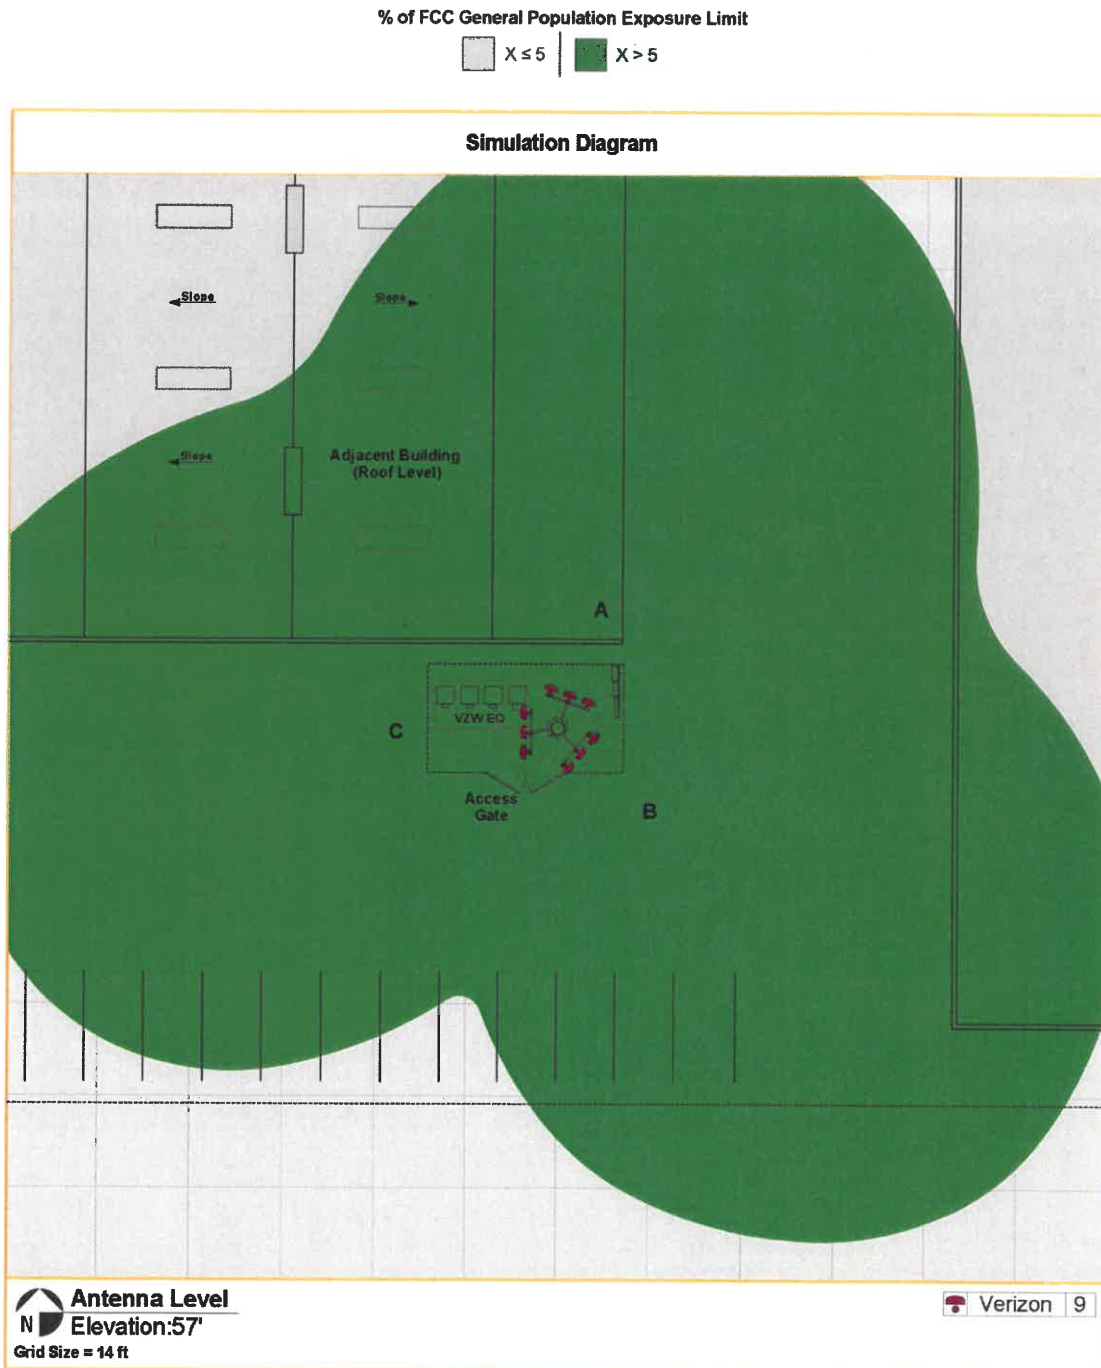 % of FCC General Population Exposure Limit
X ≤ 5
X > 5
Simulation Diagram
Slope
Slope
Slope
Adjacent Building
(Roof Level)
A
VZW EQ
C
Access
Gate
B
Antenna Level
N
Elevation:57'
Grid Size = 14 ft
Verizon 9